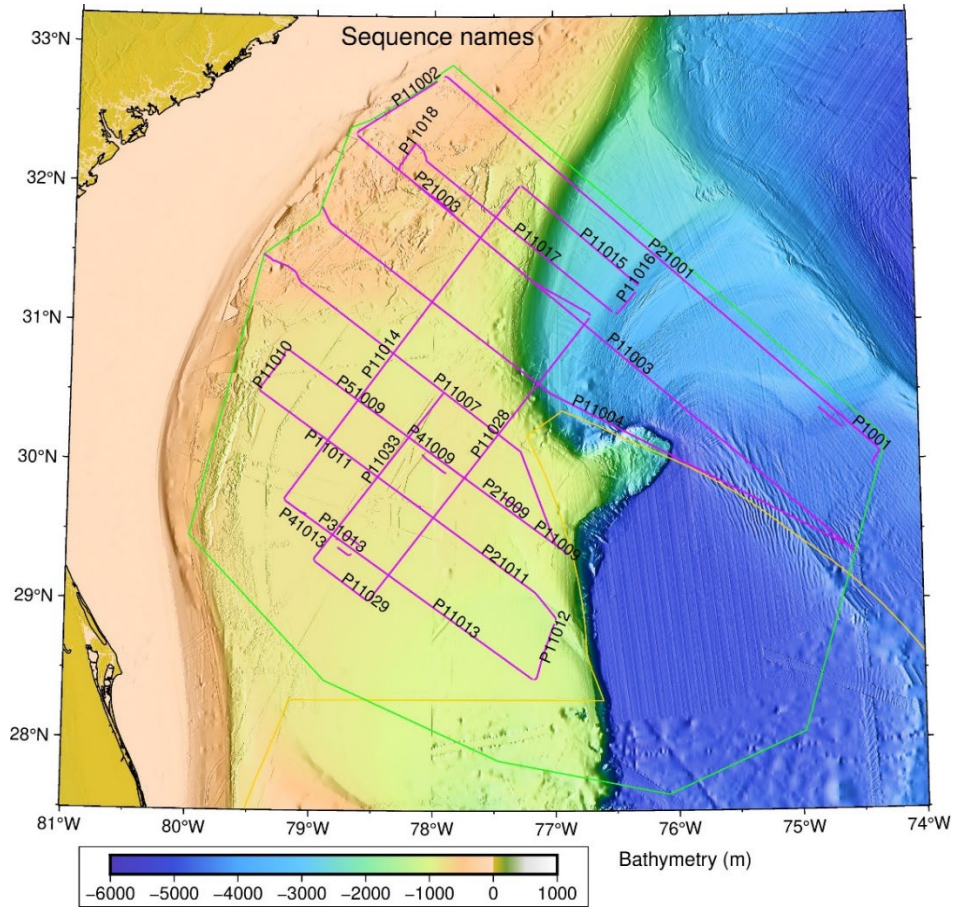 Sequence names
33°N
32°N
31°N
30°N
29°N
28°N
P11002
P11018
P21003
P11017
P11015
P11016
P21001
P11003
P1001
P11004
P11014
P11010
P51009
P11007
P11028
P41009
P11033
P11011
P21009
P11009
P41013
P31013
P21011
P11029
P11013
P11012
81°W
80°W
79°W
78°W
77°W
76°W
75°W
74°W
Bathymetry (m)
−6000
−5000
−4000
−3000
−2000
−1000
0
1000